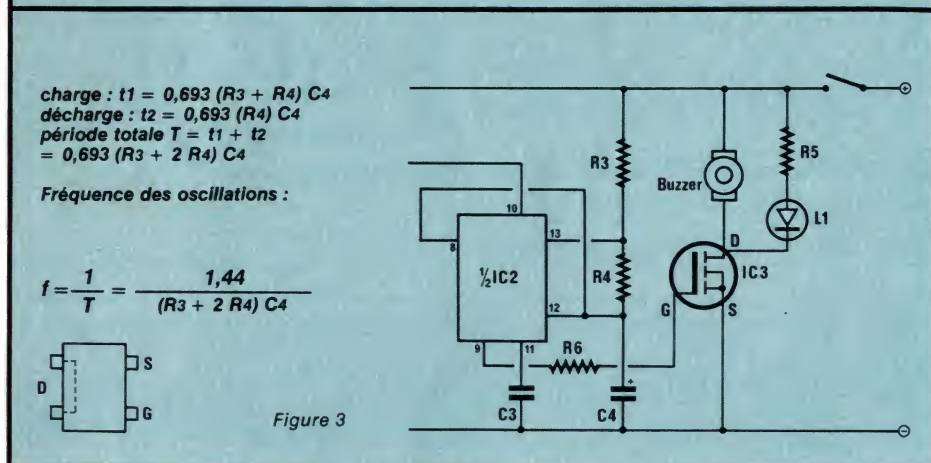 charge : t1 = 0,693 (R3 + R4) C4
décharge : t2 = 0,693 (R4) C4
période totale T = t1 + t2
= 0,693 (R3 + 2 R4) C4
Fréquence des oscillations :
f = 1/T = 1,44 / (R3 + 2 R4) C4
D
S
G
Figure 3
+
R3
R5
Buzzer
L1
10
8
13
½IC2
R4
D
IC3
12
G
S
9
11
R6
+
C3
C4
−